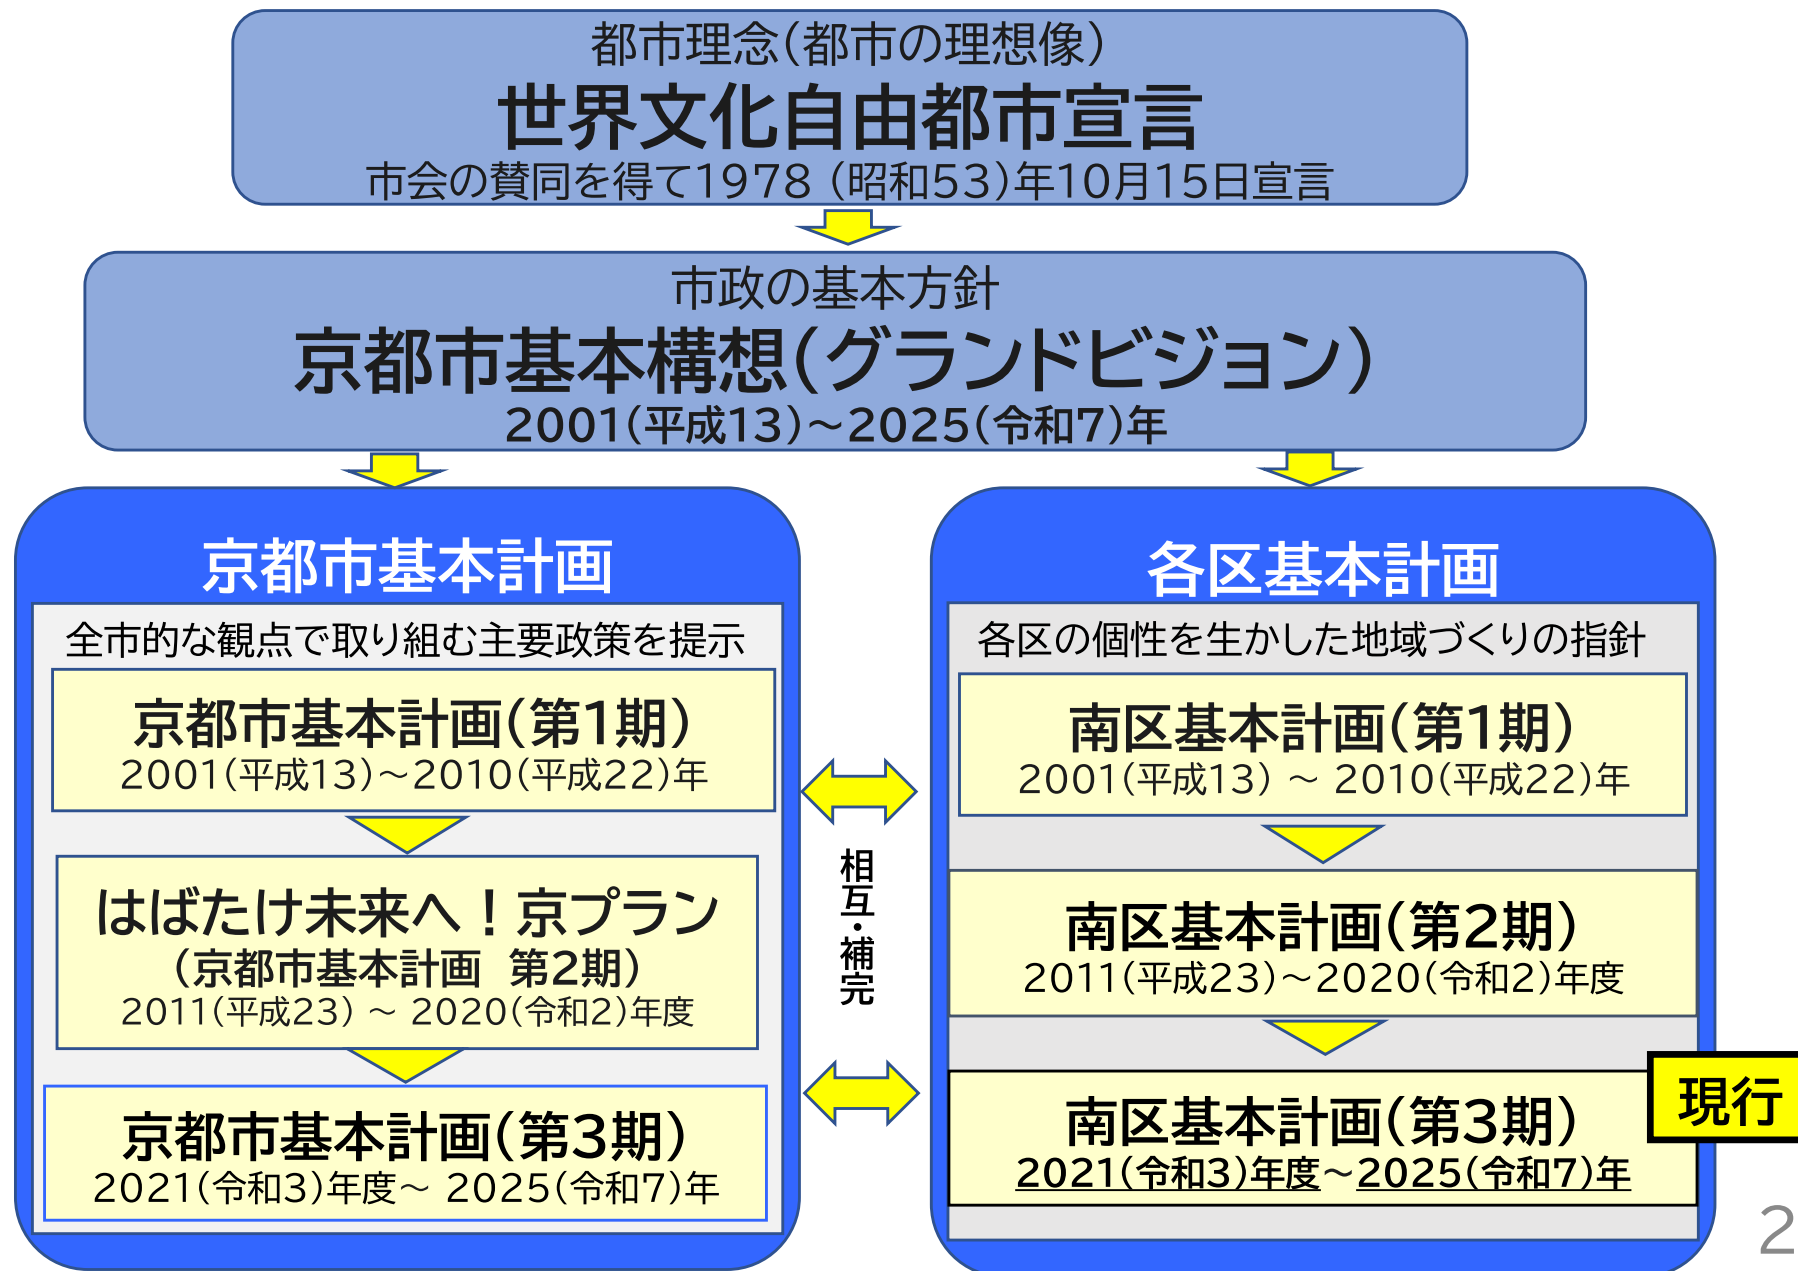 都市理念(都市の理想像)
世界文化自由都市宣言
市会の賛同を得て1978 (昭和53)年10月15日宣言
市政の基本方針
京都市基本構想(グランドビジョン)
2001(平成13)~2025(令和7)年
京都市基本計画
全市的な観点で取り組む主要政策を提示
京都市基本計画(第1期)
2001(平成13)~2010(平成22)年
はばたけ未来へ!京プラン
(京都市基本計画 第2期)
2011(平成23) ~ 2020(令和2)年度
京都市基本計画(第3期)
2021(令和3)年度~ 2025(令和7)年
相互・補完
各区基本計画
各区の個性を生かした地域づくりの指針
南区基本計画(第1期)
2001(平成13) ~ 2010(平成22)年
南区基本計画(第2期)
2011(平成23)~2020(令和2)年度
南区基本計画(第3期)
2021(令和3)年度~2025(令和7)年
現行
2